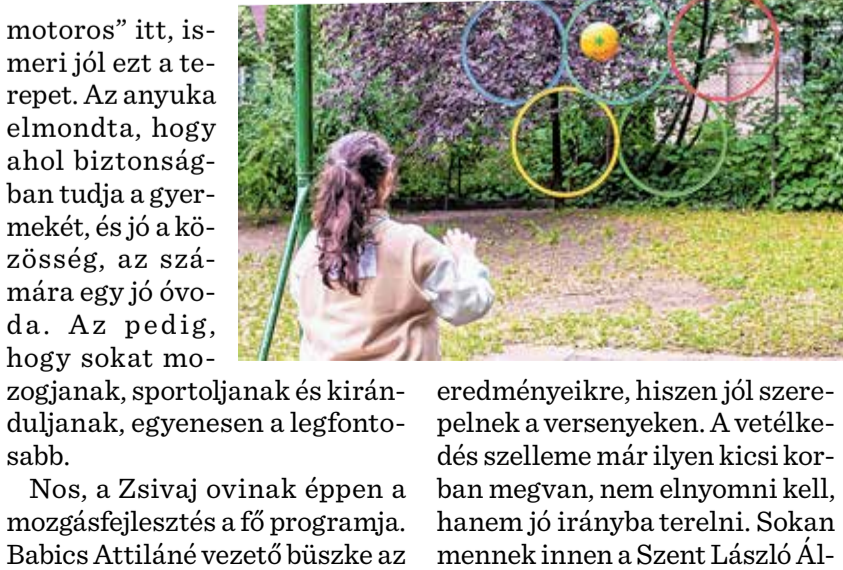 motoros” itt, is-
meri jól ezt a te-
repet. Az anyuka
elmondta, hogy
ahol biztonság-
ban tudja a gyer-
mekét, és jó a kö-
zösség, az szá-
mára egy jó óvo-
da. Az pedig,
hogy sokat mo-
zogjanak, sportoljanak és kirán-
duljanak, egyenesen a legfonto-
sabb.
Nos, a Zsivaj ovinak éppen a
mozgásfejlesztés a fő programja.
Babics Attiláné vezető büszke az
eredményeikre, hiszen jól szere-
pelnek a versenyeken. A vetélke-
dés szelleme már ilyen kicsi kor-
ban megvan, nem elnyomni kell,
hanem jó irányba terelni. Sokan
mennek innen a Szent László Ál-